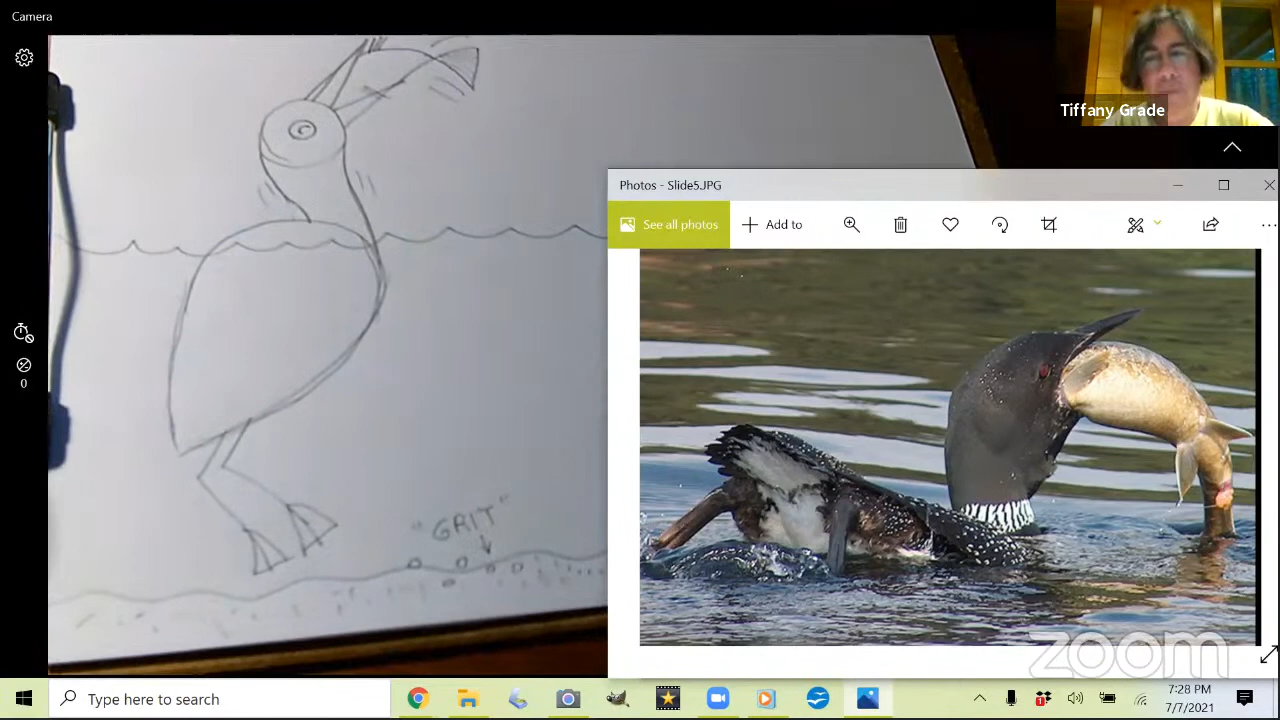 Camera
Tiffany Grade
Photos - Slide5.JPG
See all photos
Add to
"GRIT"
0
zoom
Type here to search
1
7:28 PM
7/7/2021